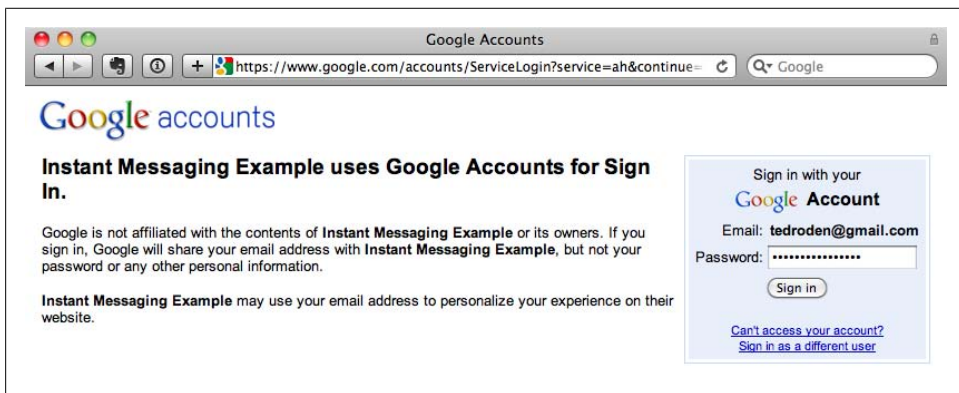 Google Accounts
https://www.google.com/accounts/ServiceLogin?service=ah&continue=
Google
Google accounts
Instant Messaging Example uses Google Accounts for Sign
In.
Google is not affiliated with the contents of Instant Messaging Example or its owners. If you
sign in, Google will share your email address with Instant Messaging Example, but not your
password or any other personal information.
Instant Messaging Example may use your email address to personalize your experience on their
website.
Sign in with your
Google Account
Email: tedroden@gmail.com
Password: ••••••••••••••••
Sign in
Can't access your account?
Sign in as a different user